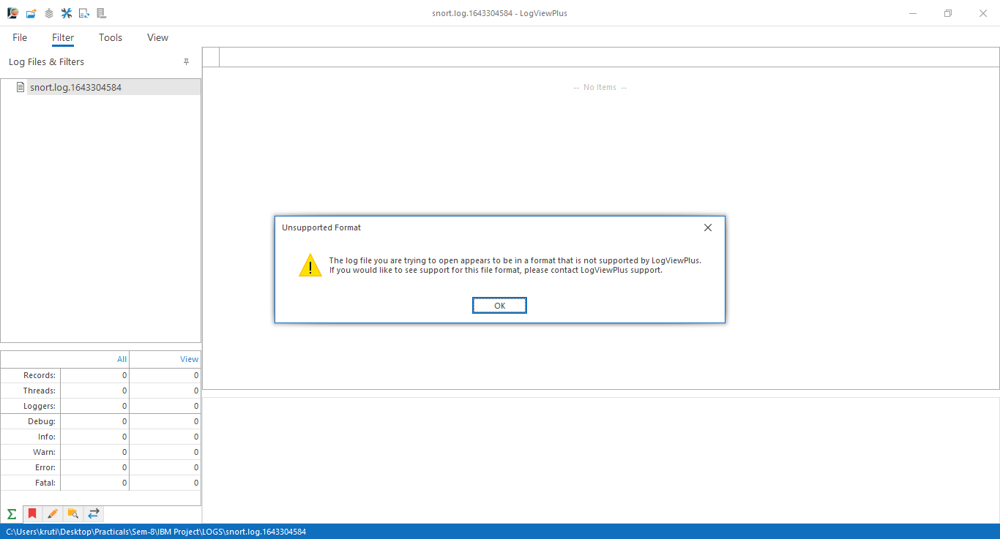 snort.log.1643304584 - LogViewPlus
File Filter Tools View
Log Files & Filters
snort.log.1643304584
-- No Items --
Unsupported Format
The log file you are trying to open appears to be in a format that is not supported by LogViewPlus.
If you would like to see support for this file format, please contact LogViewPlus support.
OK
All View
Records: 0 0
Threads: 0 0
Loggers: 0 0
Debug: 0 0
Info: 0 0
Warn: 0 0
Error: 0 0
Fatal: 0 0
C:\Users\kruti\Desktop\Practicals\Sem-8\IBM Project\LOGS\snort.log.1643304584